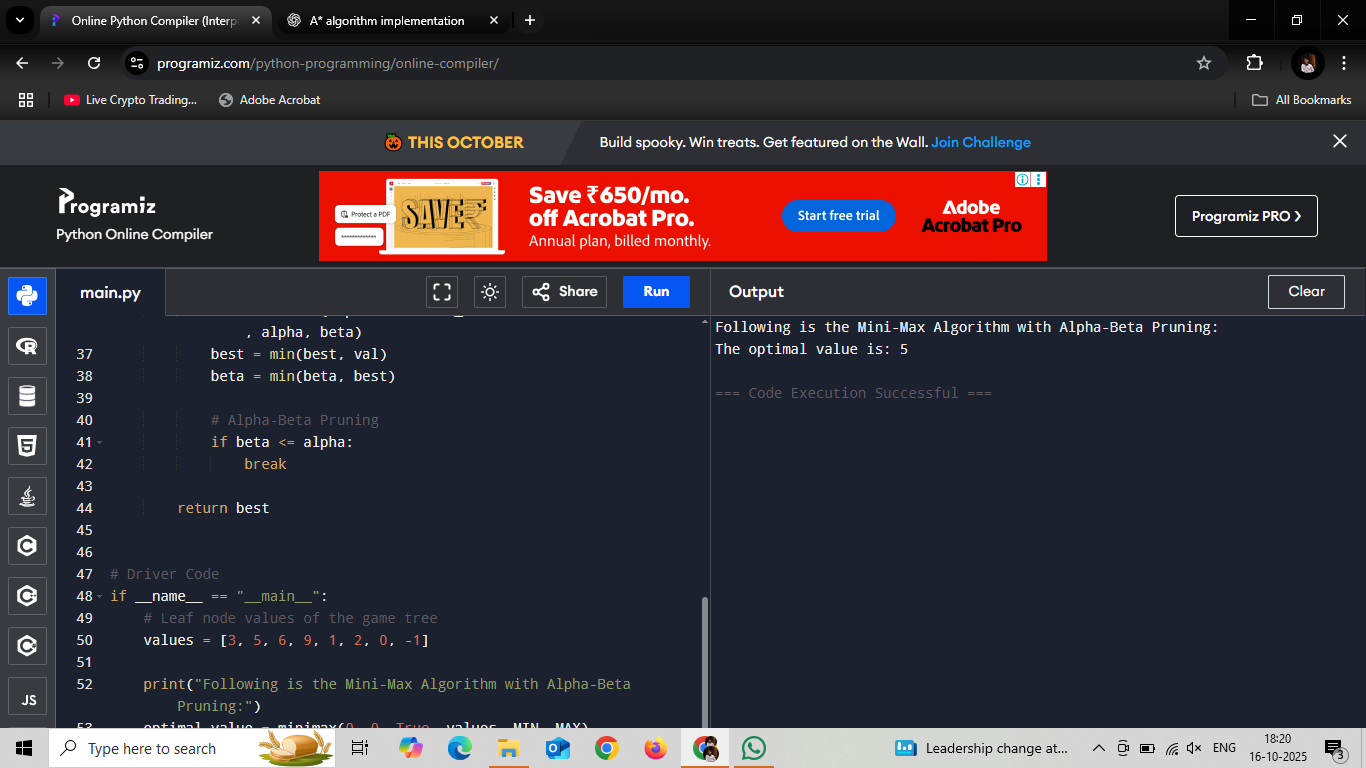 Online Python Compiler (Interp
A* algorithm implementation
programiz.com/python-programming/online-compiler/
Live Crypto Trading...
Adobe Acrobat
All Bookmarks
THIS OCTOBER
Build spooky. Win treats. Get featured on the Wall. Join Challenge
Programiz
Python Online Compiler
Protect a PDF
SAVE
Save ₹650/mo.
off Acrobat Pro.
Annual plan, billed monthly.
Start free trial
Adobe
Acrobat Pro
Programiz PRO ›
main.py
Share
Run
Output
Clear
, alpha, beta)
37 best = min(best, val)
38 beta = min(beta, best)
39
40 # Alpha-Beta Pruning
41 if beta <= alpha:
42 break
43
44 return best
45
46
47 # Driver Code
48 if __name__ == "__main__":
49 # Leaf node values of the game tree
50 values = [3, 5, 6, 9, 1, 2, 0, -1]
51
52 print("Following is the Mini-Max Algorithm with Alpha-Beta
Pruning:")
53 optimal_value = minimax(0, 0, True, values, MIN, MAX)
Following is the Mini-Max Algorithm with Alpha-Beta Pruning:
The optimal value is: 5
=== Code Execution Successful ===
JS
Type here to search
Leadership change at...
ENG
18:20
16-10-2025
3